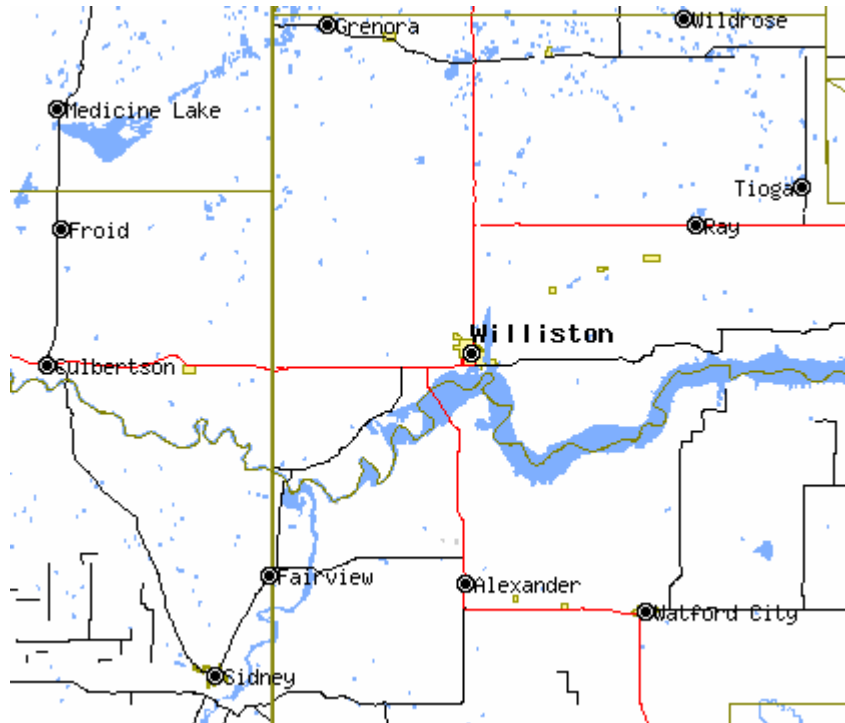 Grenora
Wildrose
Medicine Lake
Tioga
Froid
Ray
Williston
Culbertson
Fairview
Alexander
Watford City
Sidney